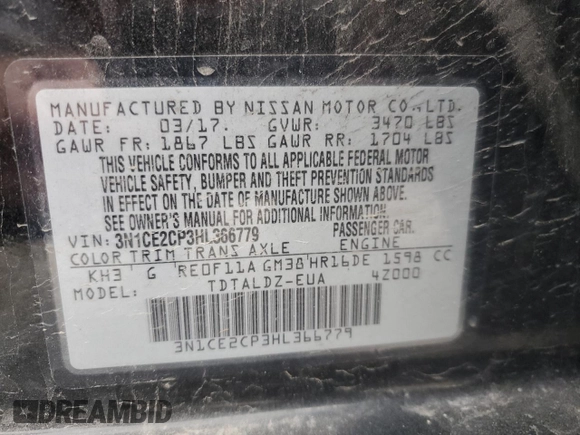 MANUFACTURED BY NISSAN MOTOR CO.,LTD.
DATE: 03/17. GVWR: 3470 LBS
GAWR FR: 1867 LBS GAWR RR: 1704 LBS
THIS VEHICLE CONFORMS TO ALL APPLICABLE FEDERAL MOTOR
VEHICLE SAFETY, BUMPER AND THEFT PREVENTION STANDARDS
IN EFFECT ON THE DATE OF MANUFACTURE SHOWN ABOVE.
SEE OWNER'S MANUAL FOR ADDITIONAL INFORMATION.
VIN: 3N1CE2CP3HL366779 PASSENGER CAR.
COLOR TRIM TRANS AXLE ENGINE
KH3 G RE0F11A GM38 HR16DE 1598 CC
MODEL: TDTALDZ-EUA 4Z000
3N1CE2CP3HL366779
DREAMBID